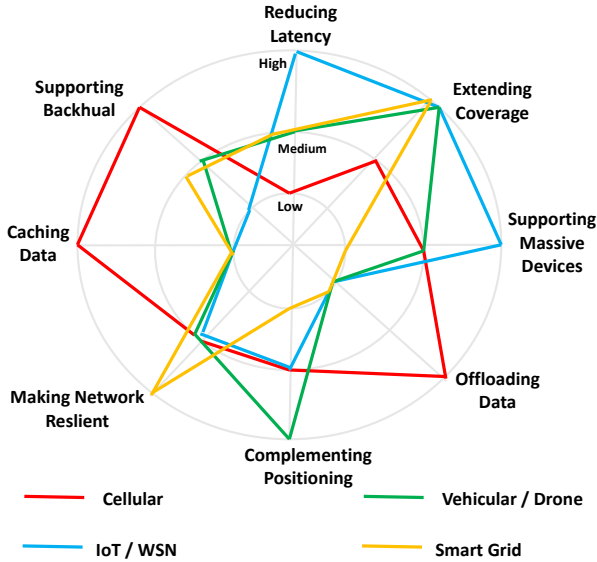 Reducing
Latency
High
Supporting
Backhual
Extending
Coverage
Medium
Low
Caching
Data
Supporting
Massive
Devices
Making Network
Reslient
Offloading
Data
Complementing
Positioning
Cellular
Vehicular / Drone
IoT / WSN
Smart Grid